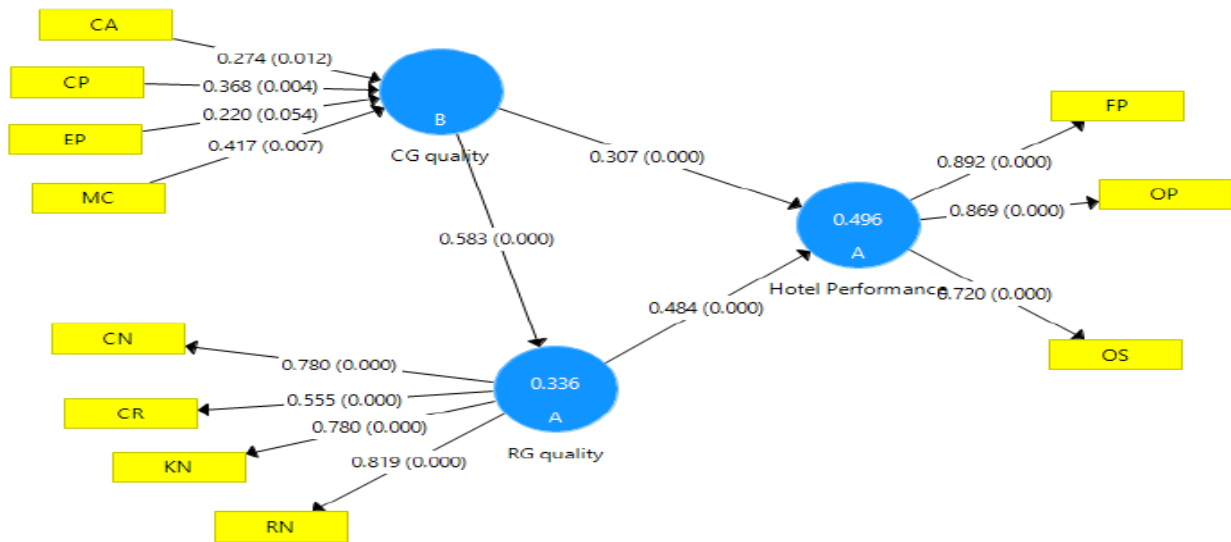 CA
0.274 (0.012)
CP
0.368 (0.004)
EP
0.220 (0.054)
MC
0.417 (0.007)
B
CG quality
0.307 (0.000)
0.583 (0.000)
FP
0.892 (0.000)
OP
0.869 (0.000)
0.496
A
Hotel Performance
0.720 (0.000)
OS
0.484 (0.000)
CN
0.780 (0.000)
CR
0.555 (0.000)
KN
0.780 (0.000)
RN
0.819 (0.000)
0.336
A
RG quality